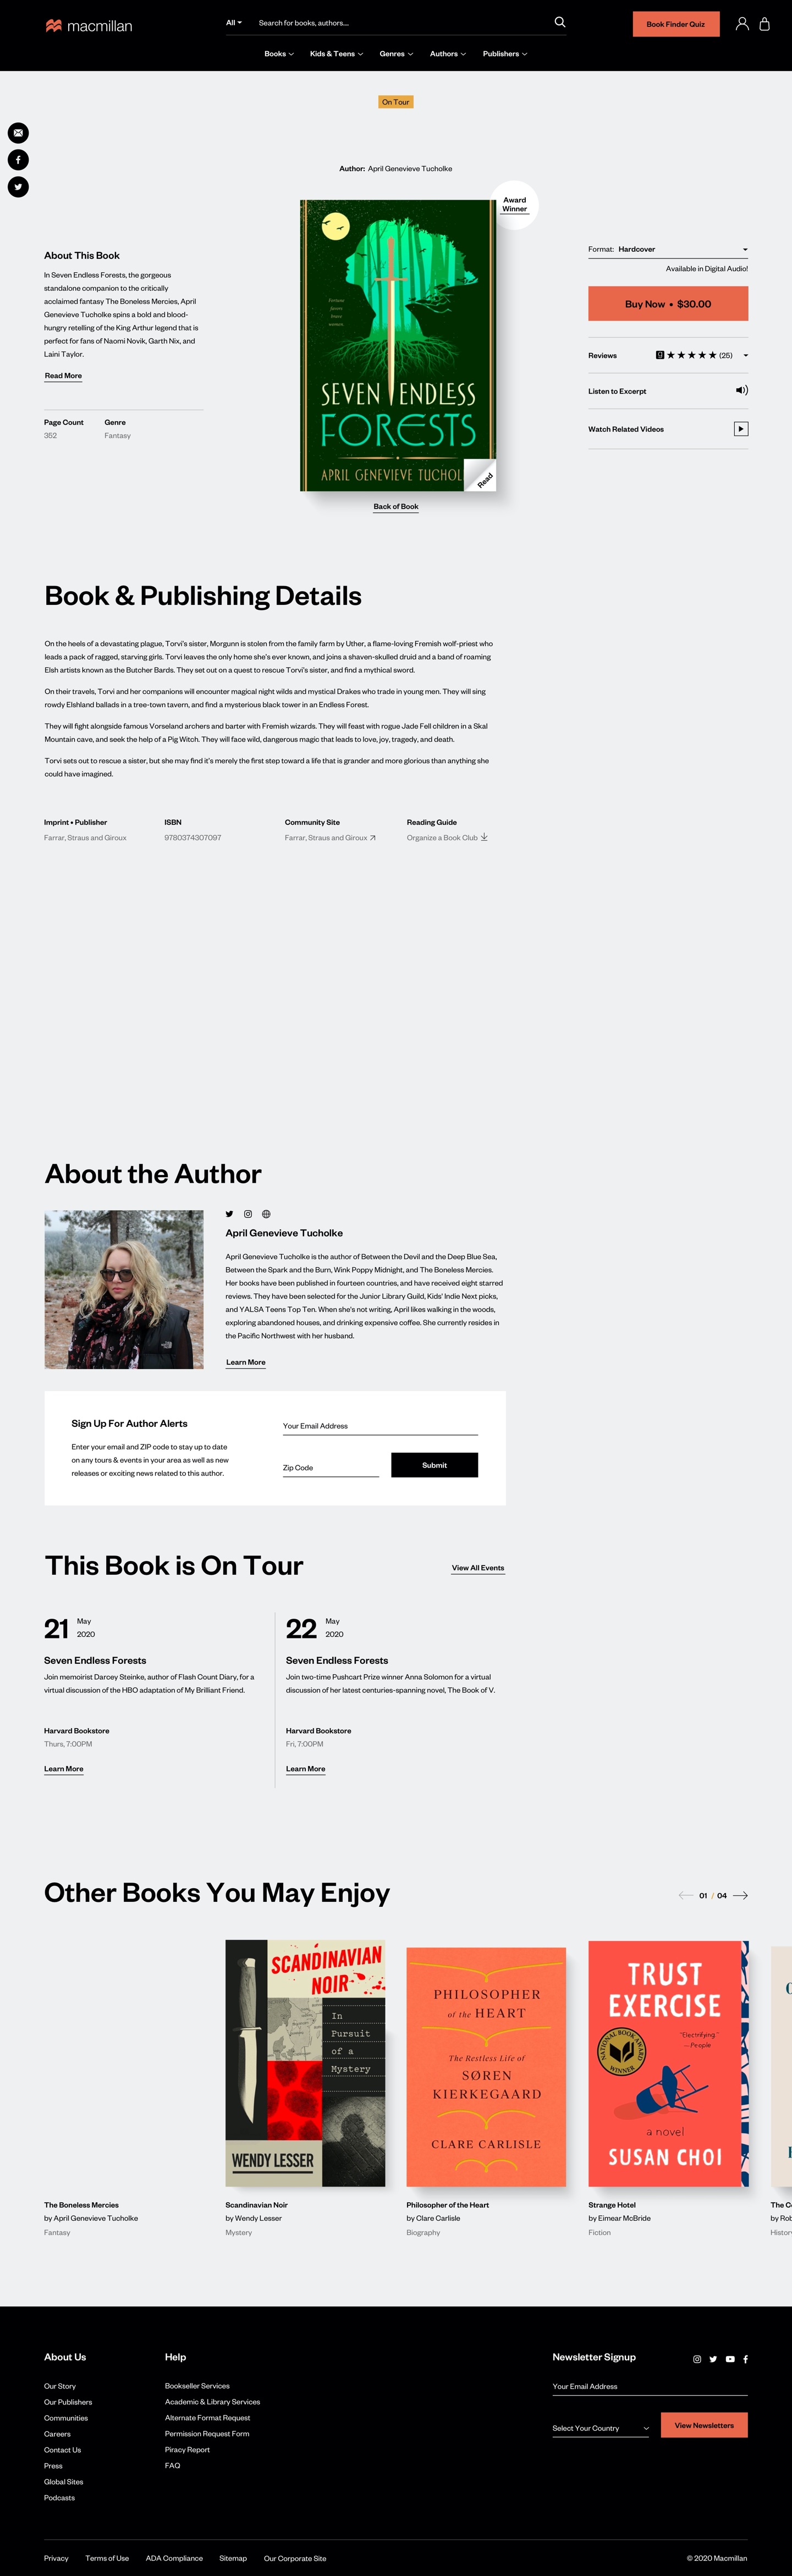 macmillan
All
Search for books, authors....
Book Finder Quiz
Books
Kids & Teens
Genres
Authors
Publishers
On Tour
Author: April Genevieve Tucholke
Award
Winner
About This Book
In Seven Endless Forests, the gorgeous
standalone companion to the critically
acclaimed fantasy The Boneless Mercies, April
Genevieve Tucholke spins a bold and blood-
hungry retelling of the King Arthur legend that is
perfect for fans of Naomi Novik, Garth Nix, and
Laini Taylor.
Read More
Page Count
Genre
352
Fantasy
Fortune
favors
brave
women.
SEVEN ENDLESS
FORESTS
APRIL GENEVIEVE TUCHOL
Read
Back of Book
Format: Hardcover
Available in Digital Audio!
Buy Now • $30.00
Reviews
(25)
Listen to Excerpt
Watch Related Videos
Book & Publishing Details
On the heels of a devastating plague, Torvi's sister, Morgunn is stolen from the family farm by Uther, a flame-loving Fremish wolf-priest who
leads a pack of ragged, starving girls. Torvi leaves the only home she's ever known, and joins a shaven-skulled druid and a band of roaming
Elsh artists known as the Butcher Bards. They set out on a quest to rescue Torvi's sister, and find a mythical sword.
On their travels, Torvi and her companions will encounter magical night wilds and mystical Drakes who trade in young men. They will sing
rowdy Elshland ballads in a tree-town tavern, and find a mysterious black tower in an Endless Forest.
They will fight alongside famous Vorseland archers and barter with Fremish wizards. They will feast with rogue Jade Fell children in a Skal
Mountain cave, and seek the help of a Pig Witch. They will face wild, dangerous magic that leads to love, joy, tragedy, and death.
Torvi sets out to rescue a sister, but she may find it's merely the first step toward a life that is grander and more glorious than anything she
could have imagined.
Imprint • Publisher
ISBN
Community Site
Reading Guide
Farrar, Straus and Giroux
9780374307097
Farrar, Straus and Giroux
Organize a Book Club
About the Author
April Genevieve Tucholke
April Genevieve Tucholke is the author of Between the Devil and the Deep Blue Sea,
Between the Spark and the Burn, Wink Poppy Midnight, and The Boneless Mercies.
Her books have been published in fourteen countries, and have received eight starred
reviews. They have been selected for the Junior Library Guild, Kids' Indie Next picks,
and YALSA Teens Top Ten. When she's not writing, April likes walking in the woods,
exploring abandoned houses, and drinking expensive coffee. She currently resides in
the Pacific Northwest with her husband.
Learn More
Sign Up For Author Alerts
Enter your email and ZIP code to stay up to date
on any tours & events in your area as well as new
releases or exciting news related to this author.
Your Email Address
Zip Code
Submit
This Book is On Tour
View All Events
21
May
2020
Seven Endless Forests
Join memoirist Darcey Steinke, author of Flash Count Diary, for a
virtual discussion of the HBO adaptation of My Brilliant Friend.
Harvard Bookstore
Thurs, 7:00PM
Learn More
22
May
2020
Seven Endless Forests
Join two-time Pushcart Prize winner Anna Solomon for a virtual
discussion of her latest centuries-spanning novel, The Book of V.
Harvard Bookstore
Fri, 7:00PM
Learn More
Other Books You May Enjoy
01 / 04
SCANDINAVIAN
NOIR
In
Pursuit
of a
Mystery
WENDY LESSER
PHILOSOPHER
of the HEART
The Restless Life of
SØREN
KIERKEGAARD
CLARE CARLISLE
TRUST
EXERCISE
NATIONAL BOOK AWARD
WINNER
"Electrifying."
—People
a novel
SUSAN CHOI
The Boneless Mercies
by April Genevieve Tucholke
Fantasy
Scandinavian Noir
by Wendy Lesser
Mystery
Philosopher of the Heart
by Clare Carlisle
Biography
Strange Hotel
by Eimear McBride
Fiction
The C
by Rob
Histor
About Us
Our Story
Our Publishers
Communities
Careers
Contact Us
Press
Global Sites
Podcasts
Help
Bookseller Services
Academic & Library Services
Alternate Format Request
Permission Request Form
Piracy Report
FAQ
Newsletter Signup
Your Email Address
Select Your Country
View Newsletters
Privacy
Terms of Use
ADA Compliance
Sitemap
Our Corporate Site
© 2020 Macmillan